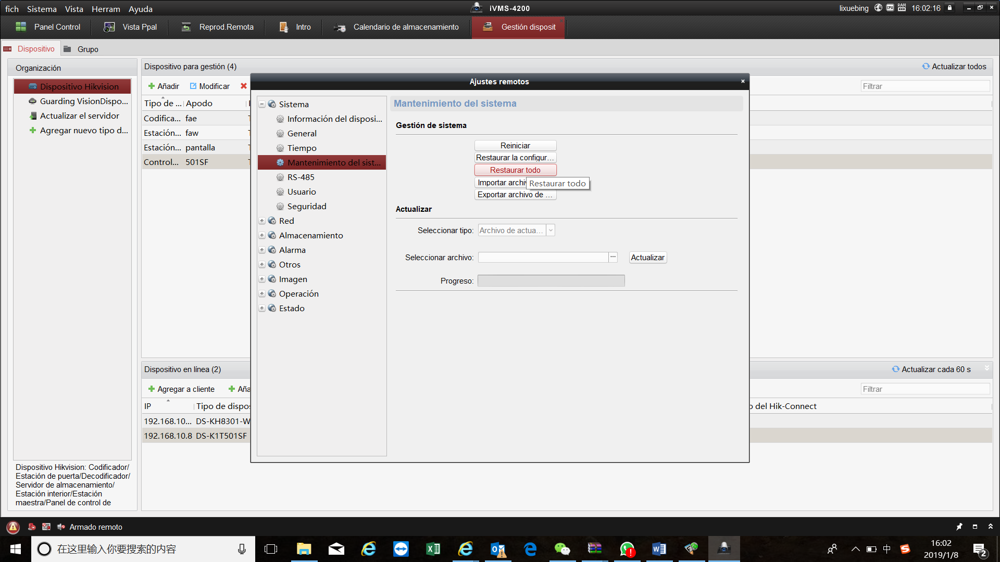 fich Sistema Vista Herram Ayuda
iVMS-4200
lixuebing
CPU
RAM
16:02:16
Panel Control
Vista Ppal
Reprod.Remota
Intro
Calendario de almacenamiento
Gestión disposit
Dispositivo
Grupo
Organización
Dispositivo Hikvision
Guarding VisionDispo...
Actualizar el servidor
Agregar nuevo tipo d...
Dispositivo Hikvision: Codificador/
Estación de puerta/Decodificador/
Servidor de almacenamiento/
Estación interior/Estación
maestra/Panel de control de
Dispositivo para gestión (4)
Actualizar todos
Añadir
Modificar
Filtrar
Tipo de ... Apodo
Codifica... fae
Estación... faw
Estación... pantalla
Control... 501SF
Ajustes remotos
Sistema
Información del disposi...
General
Tiempo
Mantenimiento del sist...
RS-485
Usuario
Seguridad
Red
Almacenamiento
Alarma
Otros
Imagen
Operación
Estado
Mantenimiento del sistema
Gestión de sistema
Reiniciar
Restaurar la configur...
Restaurar todo
Importar archi
Restaurar todo
Exportar archivo de ...
Actualizar
Seleccionar tipo: Archivo de actua...
Seleccionar archivo: ... Actualizar
Progreso:
Dispositivo en línea (2)
Actualizar cada 60 s
Agregar a cliente
Aña
Filtrar
IP Tipo de dispos
o del Hik-Connect
192.168.10... DS-KH8301-W
192.168.10.8 DS-K1T501SF
Armado remoto
在这里输入你要搜索的内容
中
16:02
2019/1/8
2